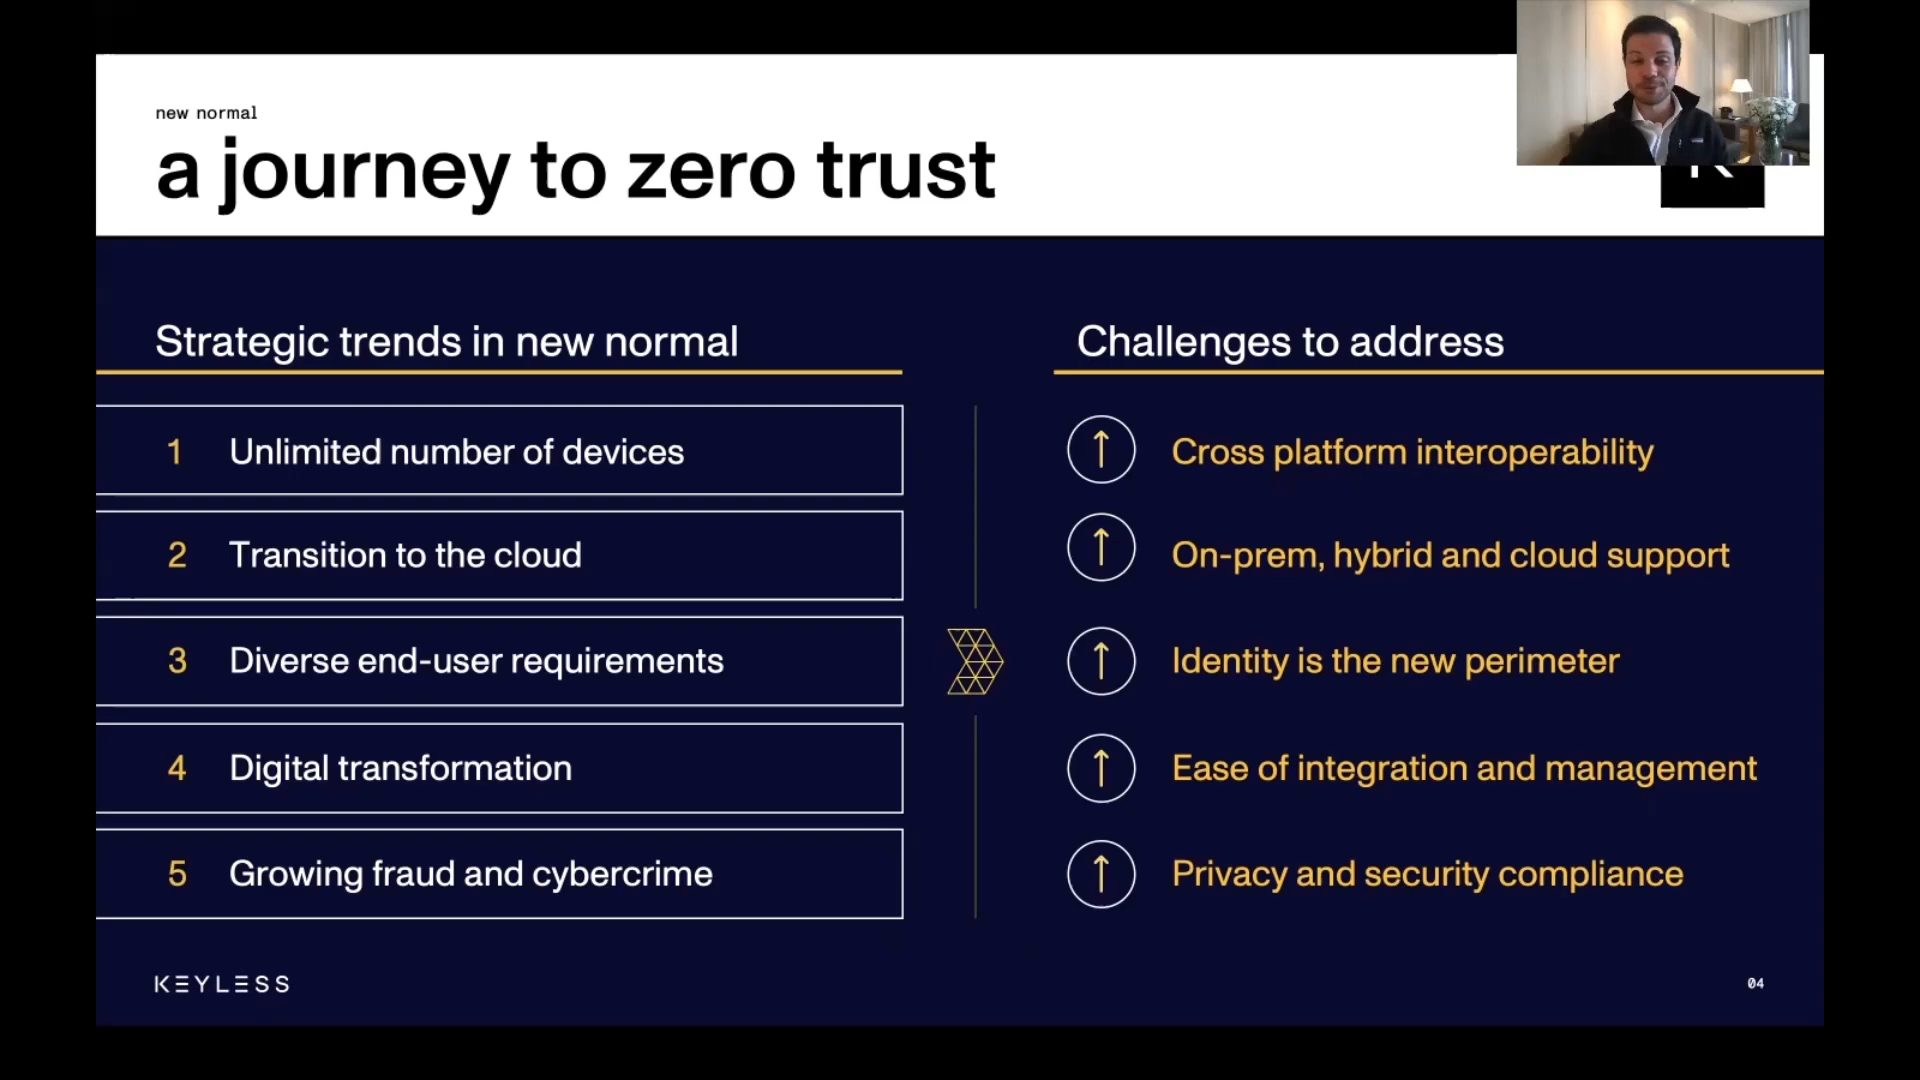 new normal
a journey to zero trust
Strategic trends in new normal
Challenges to address
1 Unlimited number of devices
Cross platform interoperability
2 Transition to the cloud
On-prem, hybrid and cloud support
3 Diverse end-user requirements
Identity is the new perimeter
4 Digital transformation
Ease of integration and management
5 Growing fraud and cybercrime
Privacy and security compliance
KEYLESS
04